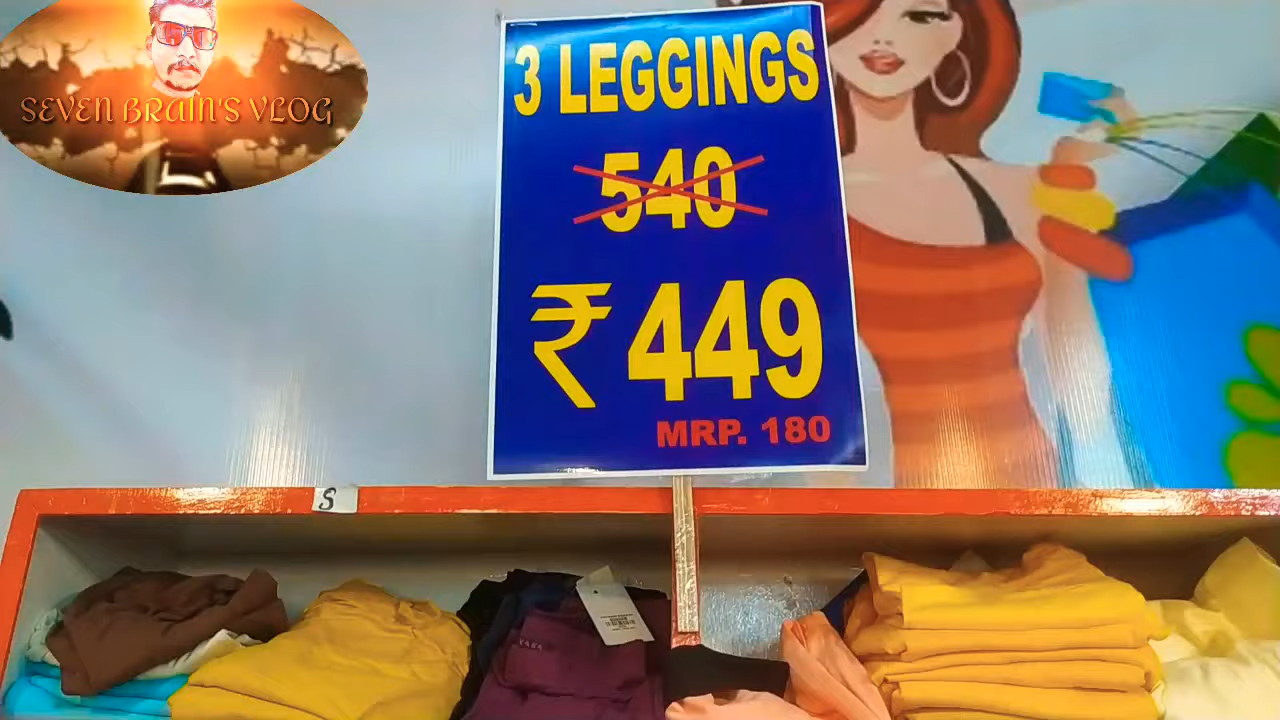 SEVEN BRAIN'S VLOG
3 LEGGINGS
540
₹ 449
MRP. 180
S